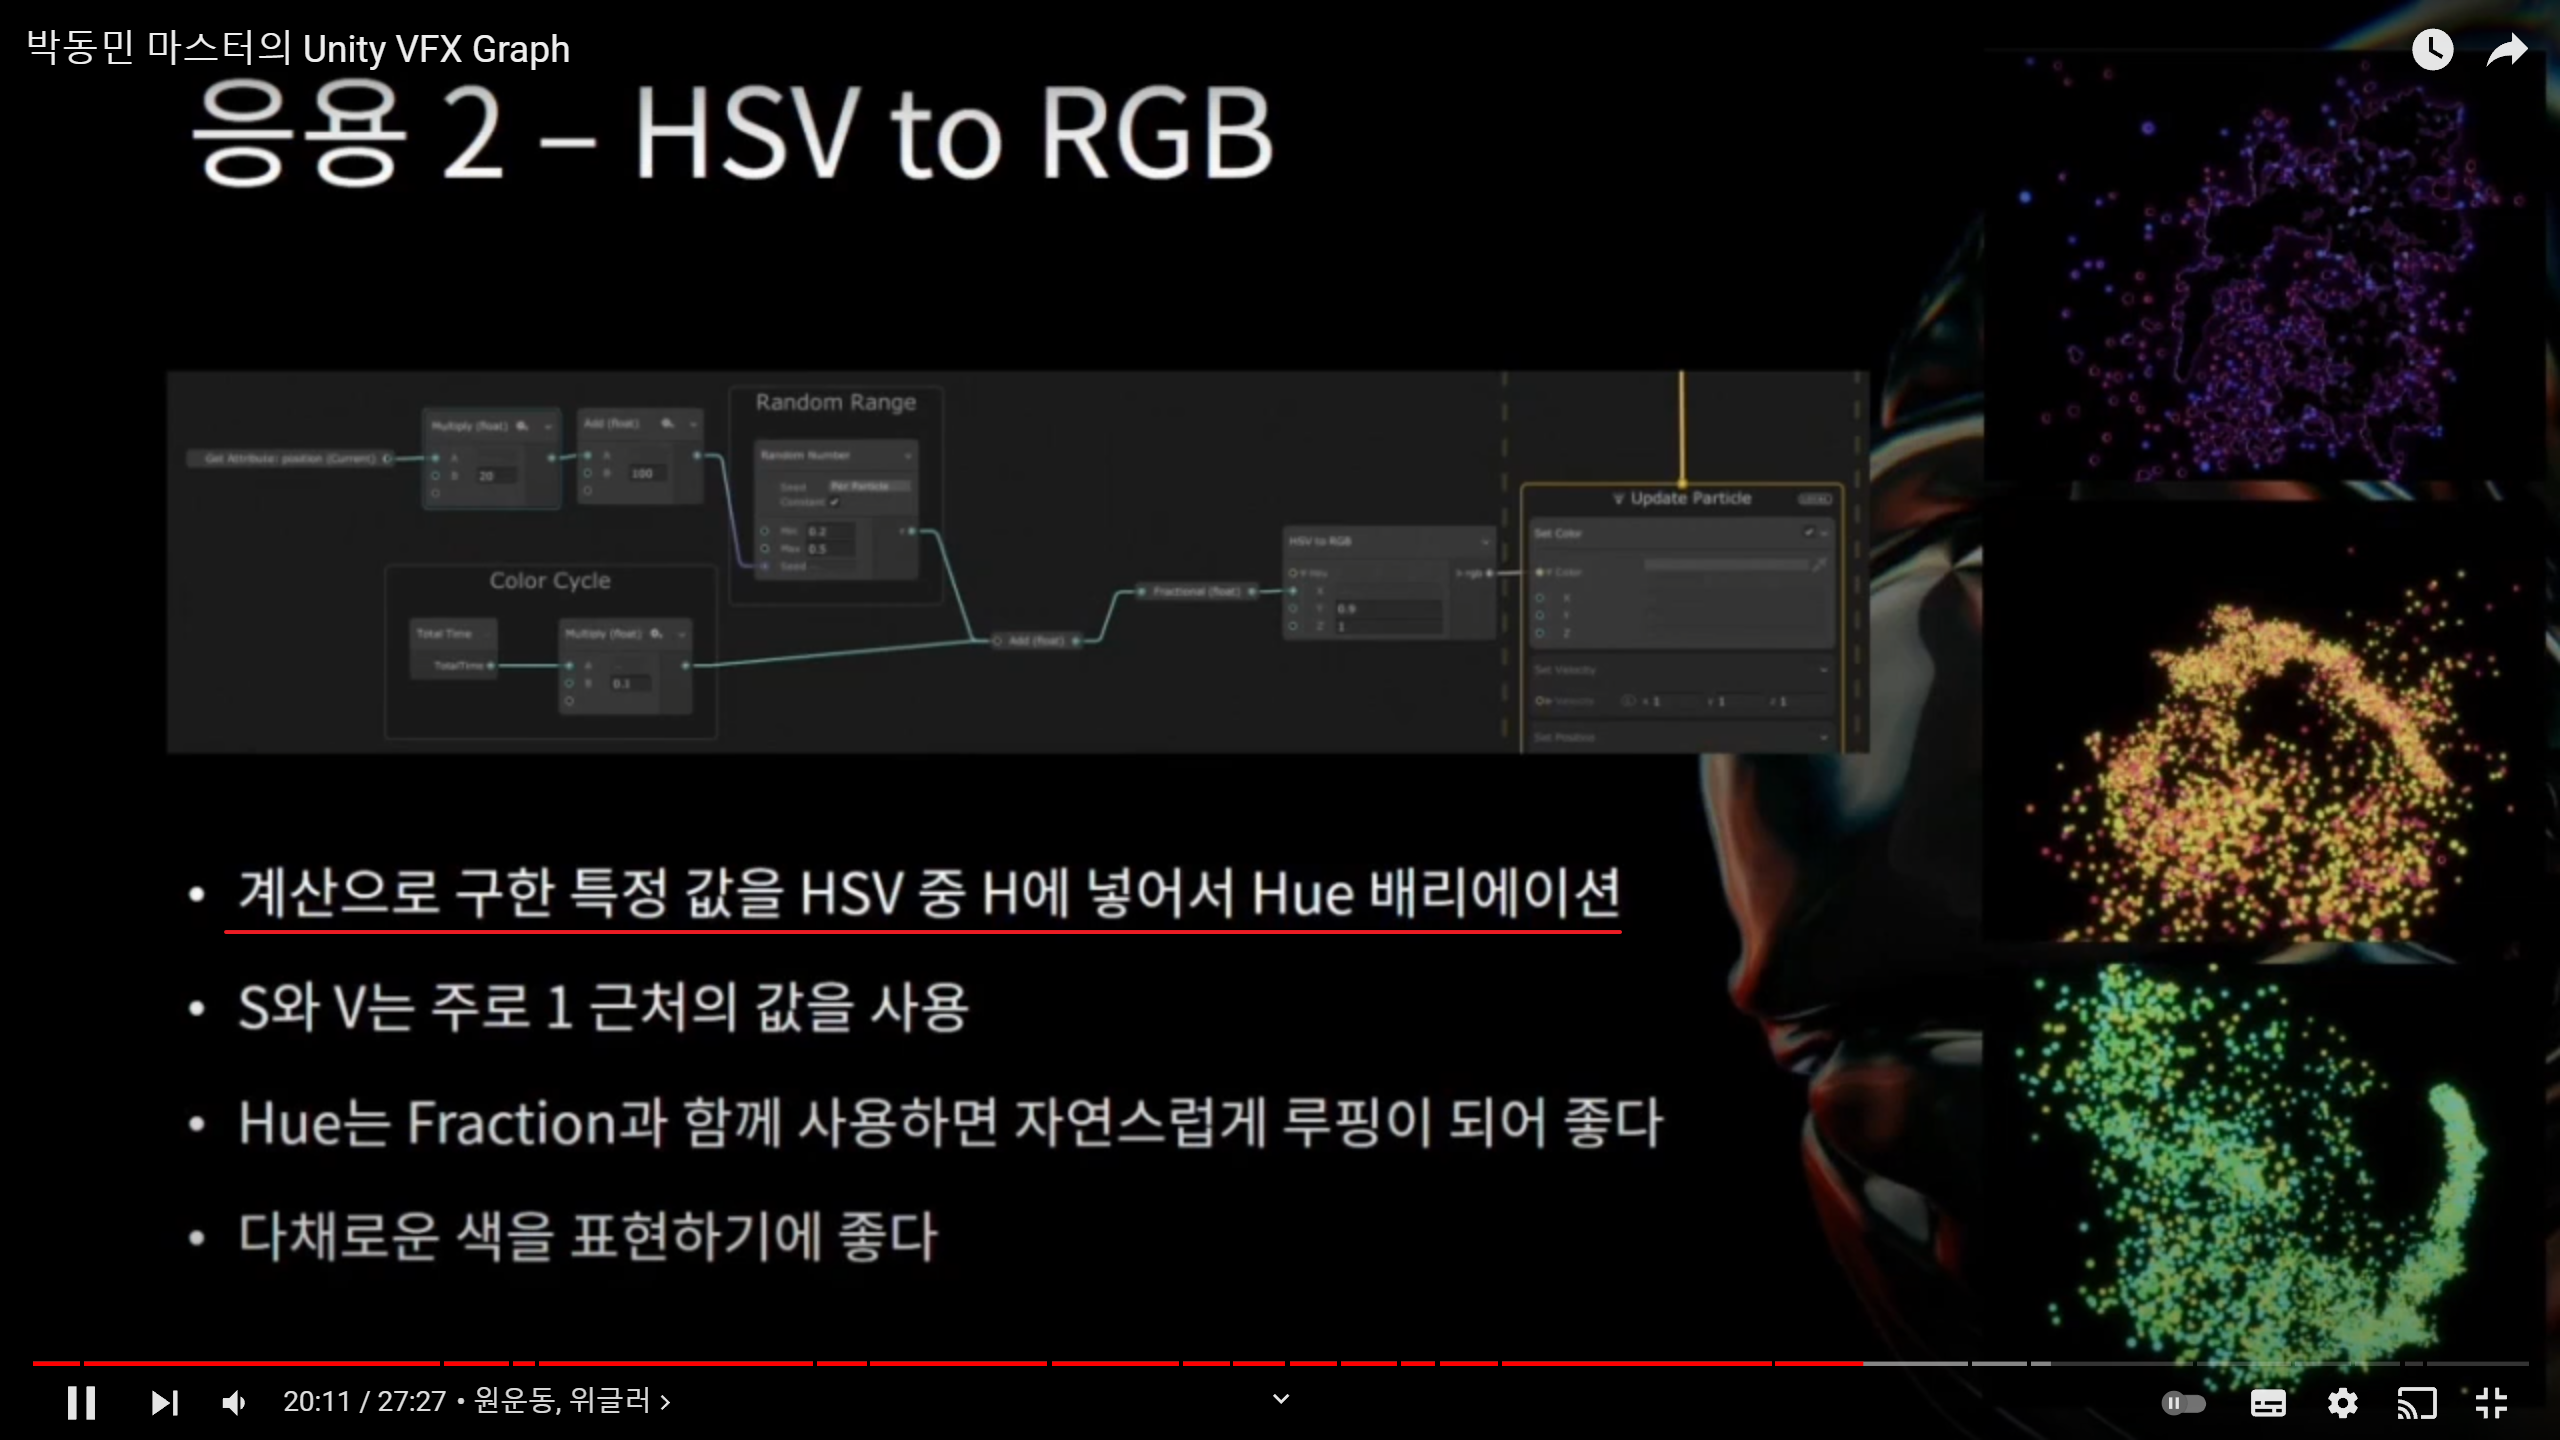 박동민 마스터의 Unity VFX Graph
응용 2 – HSV to RGB
Random Range
Multiply (float)
Add (float)
Get Attribute: position (Current)
A
B 20
A
B 100
Random Number
Seed Per Particle
Constant
Min 0.2
Max 0.5
Seed
r
Color Cycle
Total Time
TotalTime
Multiply (float)
A
B 0.1
Add (float)
Fractional (float)
HSV to RGB
Hsv
X
Y 0.9
Z 1
rgb
Update Particle
LOCAL
Set Color
Color
X
Y
Z
Set Velocity
Velocity X 1 Y 1 Z 1
Set Position
• 계산으로 구한 특정 값을 HSV 중 H에 넣어서 Hue 배리에이션
• S와 V는 주로 1 근처의 값을 사용
• Hue는 Fraction과 함께 사용하면 자연스럽게 루핑이 되어 좋다
• 다채로운 색을 표현하기에 좋다
20:11 / 27:27 • 원운동, 위글러 ›